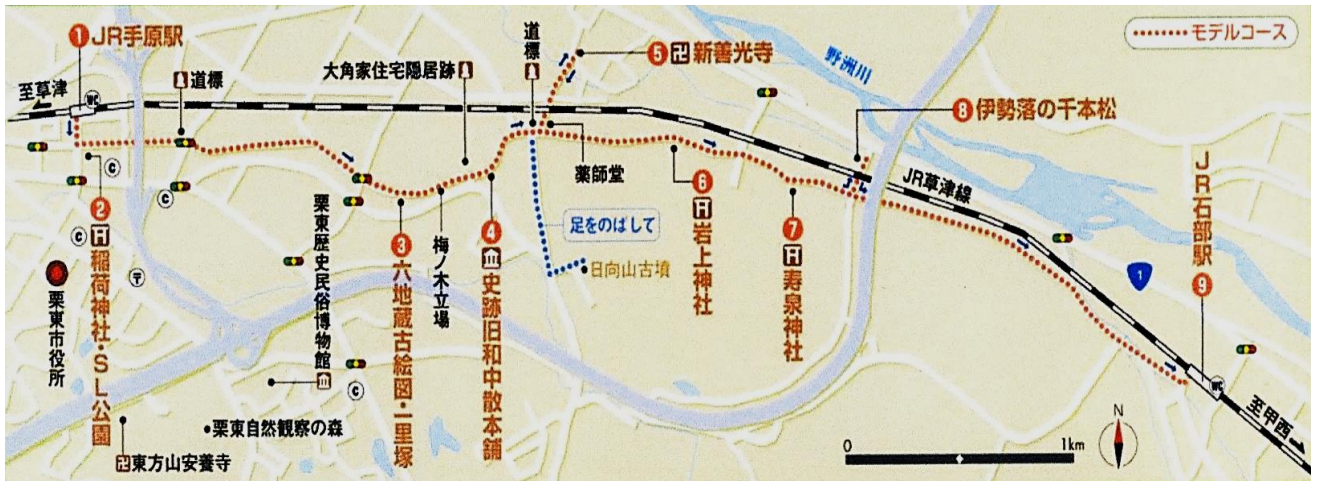 モデルコース
1 JR手原駅
至草津
WC
道標
大角家住宅隠居跡
道標
5 卍 新善光寺
野洲川
8 伊勢落の千本松
JR草津線
JR石部駅
9
WC
至甲西
1
薬師堂
足をのばして
日向山古墳
2 稲荷神社・SL公園
C
C
C
〒
栗東市役所
栗東歴史民俗博物館
C
3 六地蔵古絵図・一里塚
梅ノ木立場
4 史跡旧和中散本舗
6 岩上神社
7 寿泉神社
栗東自然観察の森
卍東方山安養寺
0
1km
N